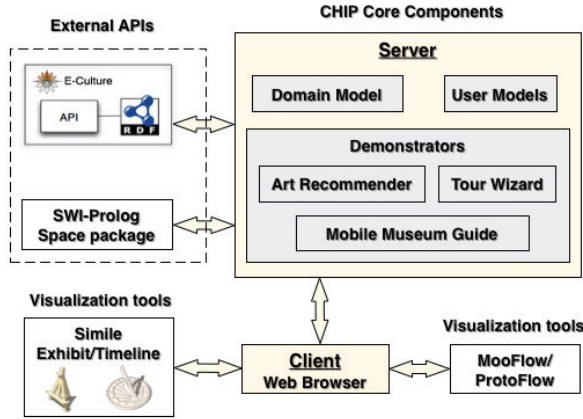 External APIs
CHIP Core Components
E-Culture
API
RDF
SWI-Prolog
Space package
Server
Domain Model
User Models
Demonstrators
Art Recommender
Tour Wizard
Mobile Museum Guide
Visualization tools
Simile
Exhibit/Timeline
Client
Web Browser
Visualization tools
MooFlow/
ProtoFlow